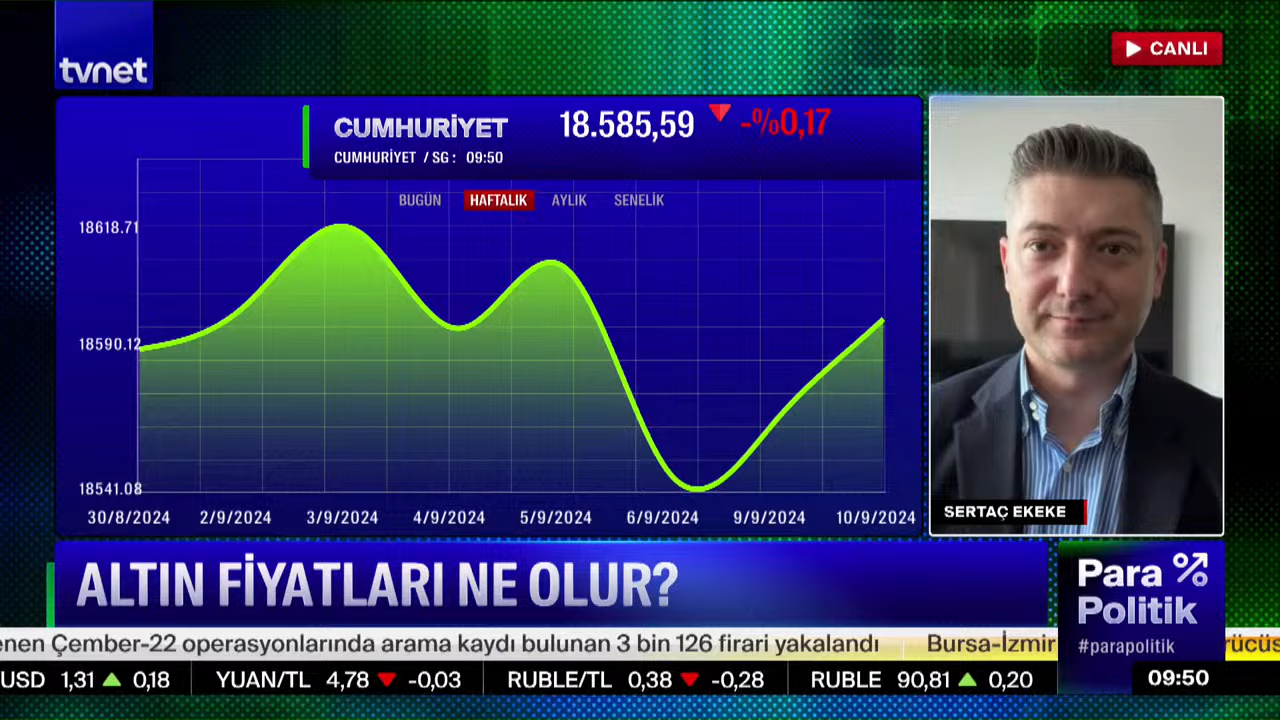 tvnet
CANLI
CUMHURİYET 18.585,59 -%0,17
CUMHURİYET / SG : 09:50
BUGÜN HAFTALIK AYLIK SENELİK
18618.71
18590.12
18541.08
30/8/2024 2/9/2024 3/9/2024 4/9/2024 5/9/2024 6/9/2024 9/9/2024 10/9/2024
SERTAÇ EKEKE
ALTIN FİYATLARI NE OLUR?
Para
Politik
#parapolitik
enen Çember-22 operasyonlarında arama kaydı bulunan 3 bin 126 firari yakalandı Bursa-İzmir rücüs
USD 1,31 0,18 YUAN/TL 4,78 -0,03 RUBLE/TL 0,38 -0,28 RUBLE 90,81 0,20
09:50